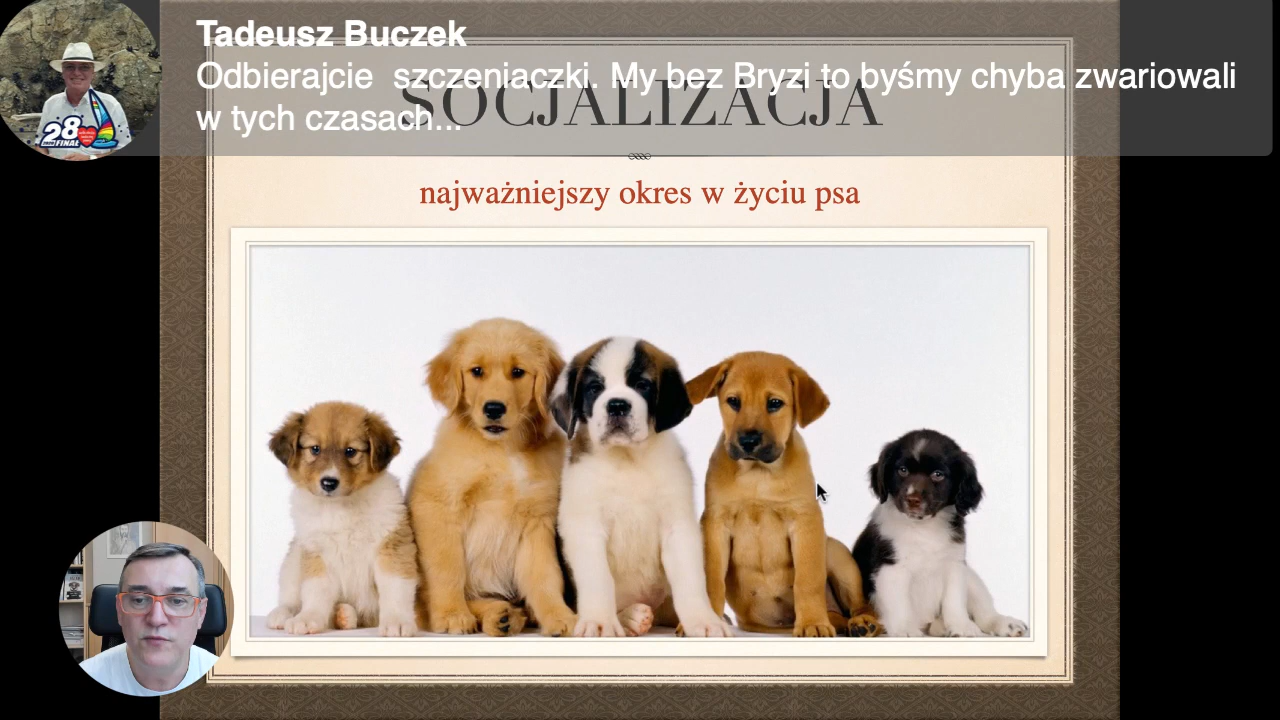 Tadeusz Buczek
Odbierajcie szczeniaczki. My bez Bryzi to byśmy chyba zwariowali
w tych czasach...
SOCJALIZACJA
najważniejszy okres w życiu psa
28
FINAŁ